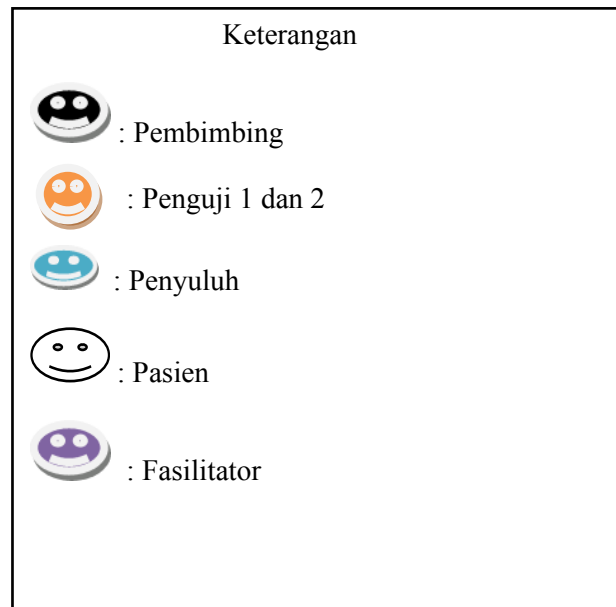 Keterangan
: Pembimbing
: Penguji 1 dan 2
: Penyuluh
: Pasien
: Fasilitator